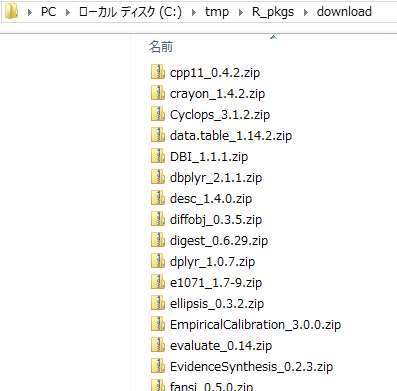 PC ローカル ディスク (C:) tmp R_pkgs download
名前
cpp11_0.4.2.zip
crayon_1.4.2.zip
Cyclops_3.1.2.zip
data.table_1.14.2.zip
DBI_1.1.1.zip
dbplyr_2.1.1.zip
desc_1.4.0.zip
diffobj_0.3.5.zip
digest_0.6.29.zip
dplyr_1.0.7.zip
e1071_1.7-9.zip
ellipsis_0.3.2.zip
EmpiricalCalibration_3.0.0.zip
evaluate_0.14.zip
EvidenceSynthesis_0.2.3.zip
fansi_0.5.0.zip